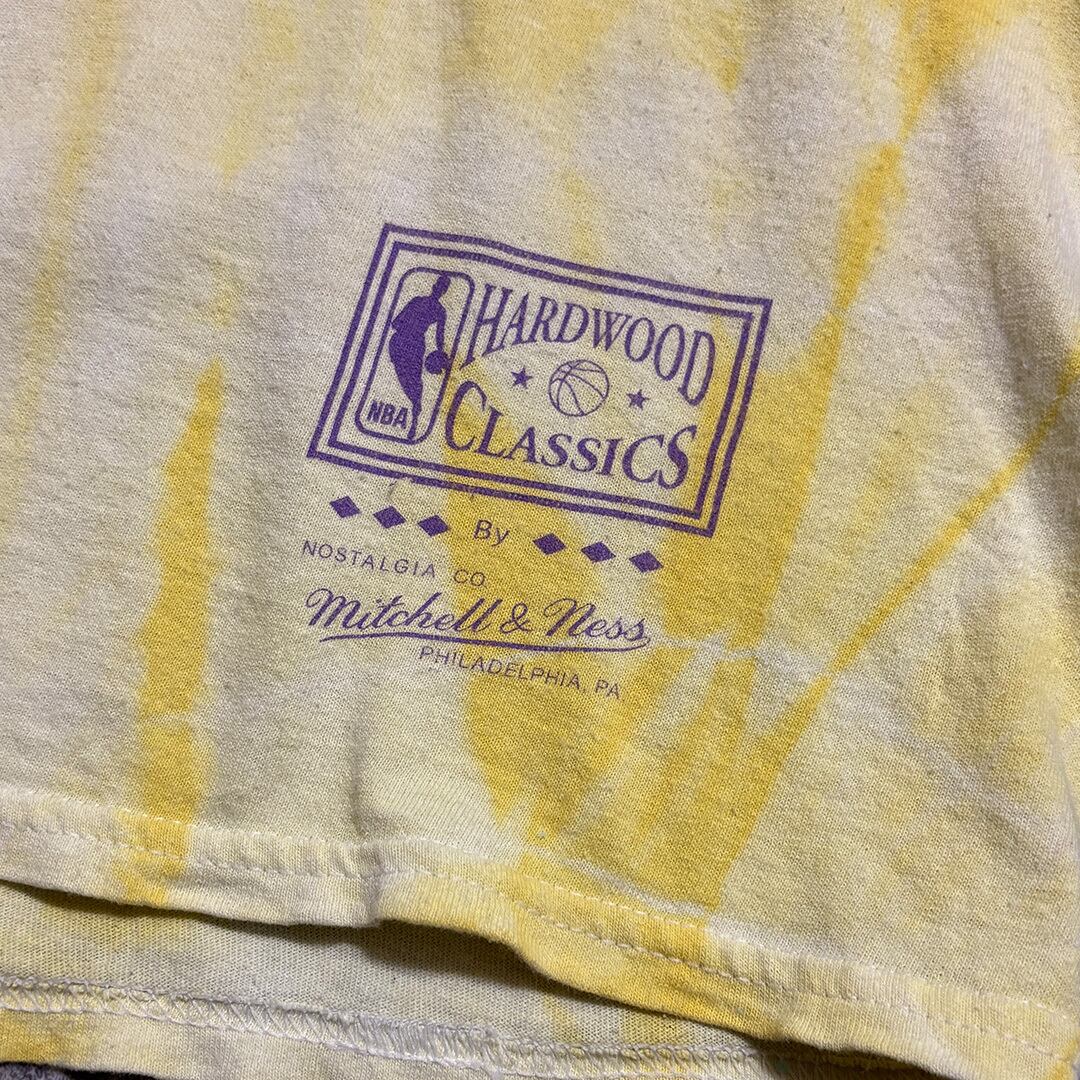 HARDWOOD
CLASSICS
NBA
By
NOSTALGIA CO
Mitchell & Ness
PHILADELPHIA, PA